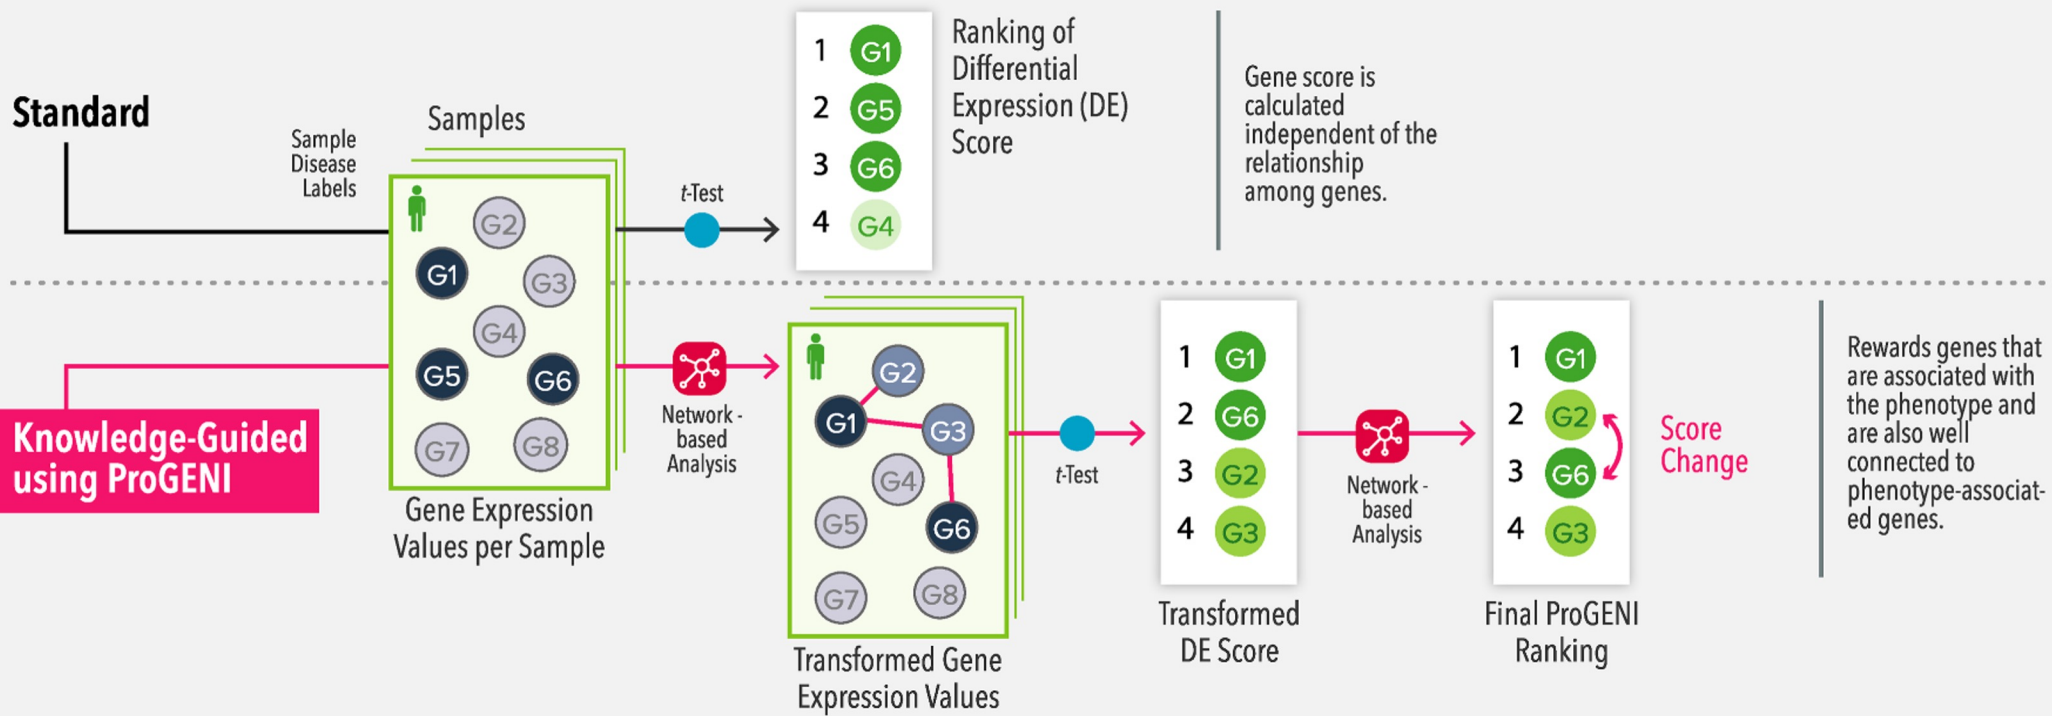 Standard
Sample
Disease
Labels
Samples
G2
G1
G3
G4
G5
G6
G7
G8
Gene Expression
Values per Sample
t-Test
1 G1
2 G5
3 G6
4 G4
Ranking of
Differential
Expression (DE)
Score
Gene score is
calculated
independent of the
relationship
among genes.
Knowledge-Guided
using ProGENI
Network -
based
Analysis
G2
G1
G3
G4
G5
G6
G7
G8
Transformed Gene
Expression Values
t-Test
1 G1
2 G6
3 G2
4 G3
Transformed
DE Score
Network -
based
Analysis
1 G1
2 G2
3 G6
4 G3
Final ProGENI
Ranking
Score
Change
Rewards genes that
are associated with
the phenotype and
are also well
connected to
phenotype-associat-
ed genes.